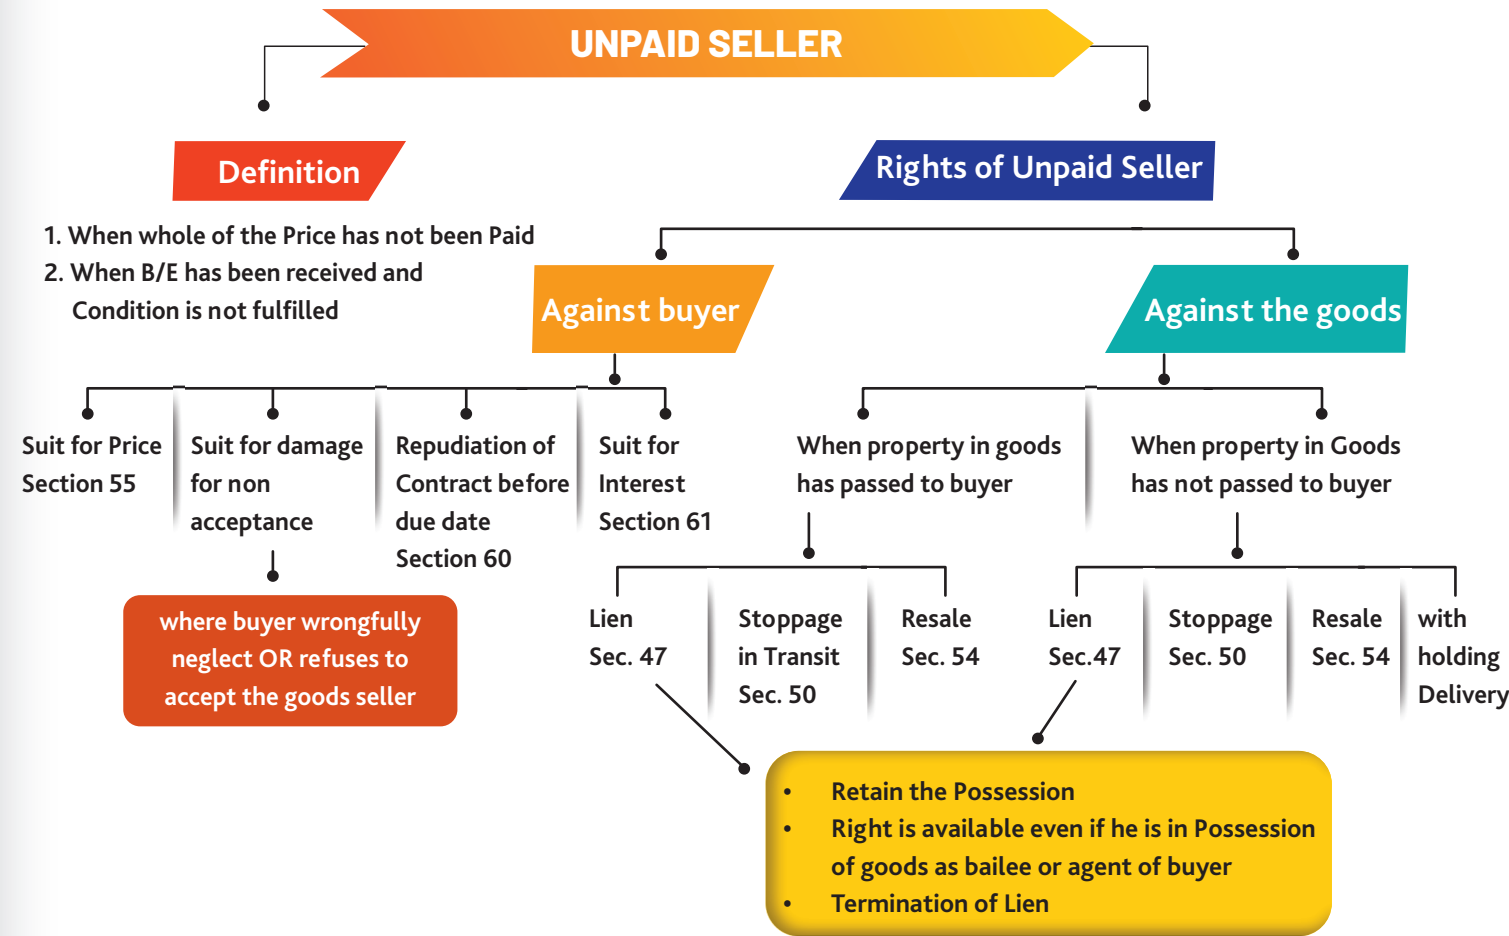 UNPAID SELLER
Definition
1. When whole of the Price has not been Paid
2. When B/E has been received and
Condition is not fulfilled
Rights of Unpaid Seller
Against buyer
Suit for Price
Section 55
Suit for damage
for non
acceptance
where buyer wrongfully
neglect OR refuses to
accept the goods seller
Repudiation of
Contract before
due date
Section 60
Suit for
Interest
Section 61
Against the goods
When property in goods
has passed to buyer
Lien
Sec. 47
Stoppage
in Transit
Sec. 50
Resale
Sec. 54
When property in Goods
has not passed to buyer
Lien
Sec.47
Stoppage
Sec. 50
Resale
Sec. 54
with
holding
Delivery
• Retain the Possession
• Right is available even if he is in Possession
of goods as bailee or agent of buyer
• Termination of Lien